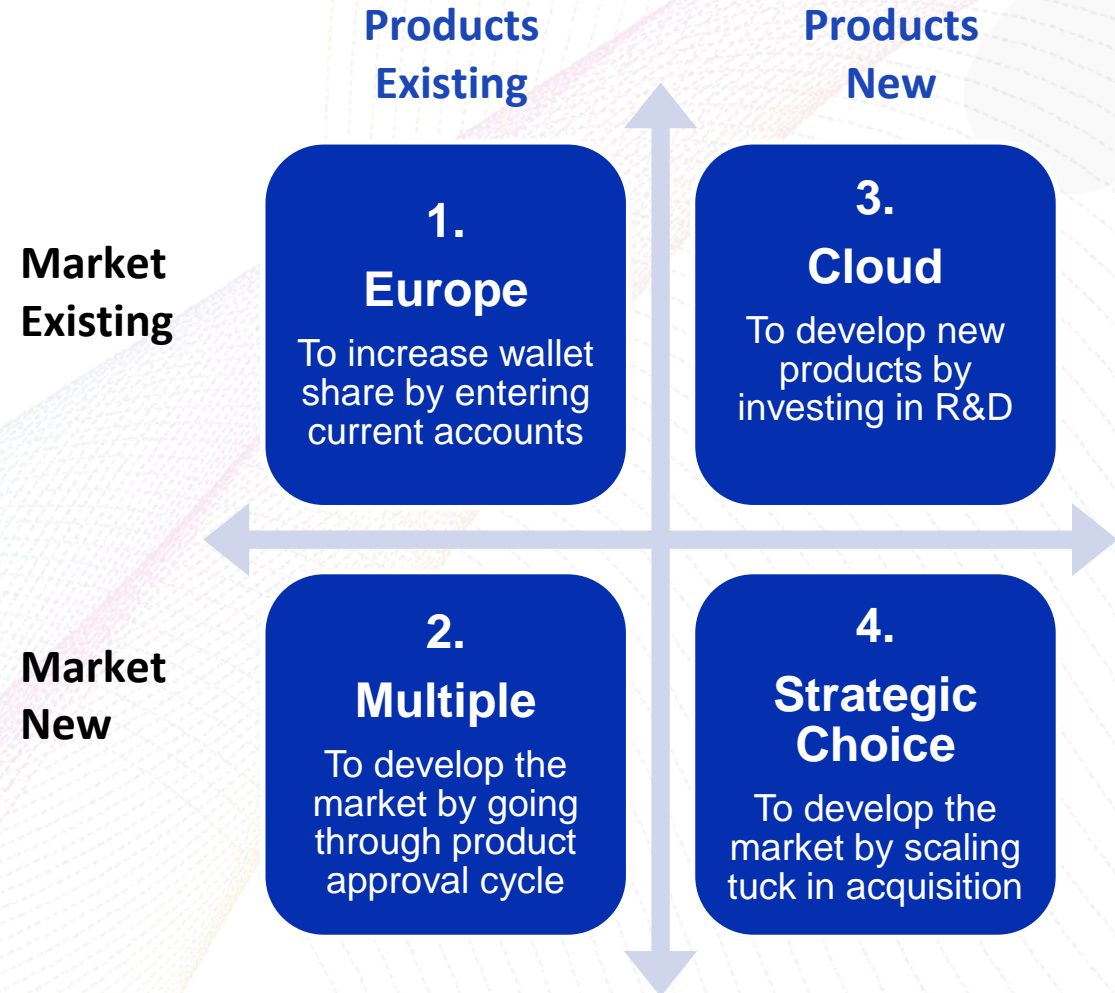 Products
Existing
Products
New
Market
Existing
1.
Europe
To increase wallet
share by entering
current accounts
3.
Cloud
To develop new
products by
investing in R&D
Market
New
2.
Multiple
To develop the
market by going
through product
approval cycle
4.
Strategic
Choice
To develop the
market by scaling
tuck in acquisition